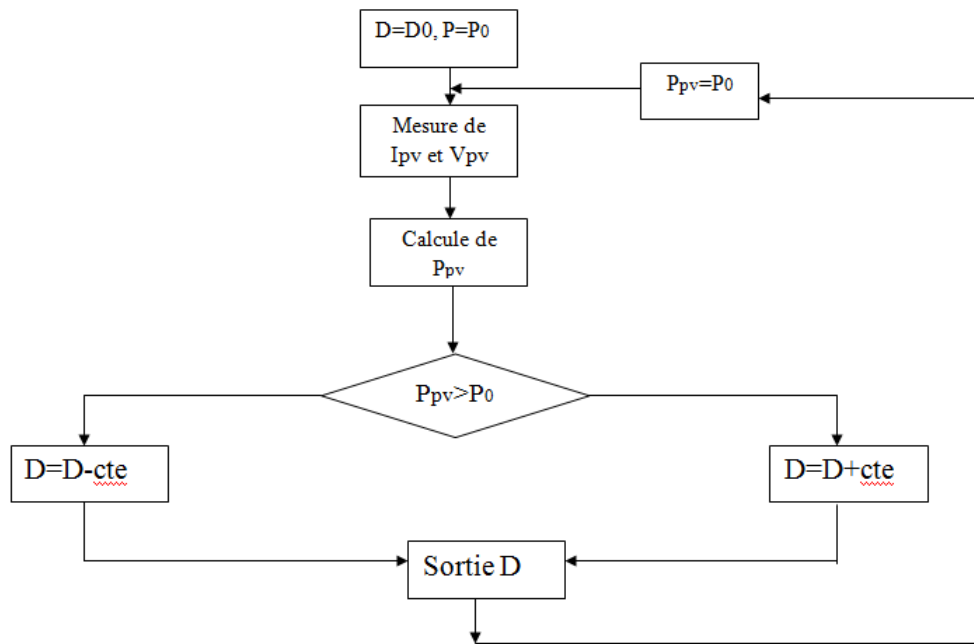 D=D0, P=P0
Ppv=P0
Mesure de
Ipv et Vpv
Calcule de
Ppv
Ppv>P0
D=D-cte
D=D+cte
Sortie D